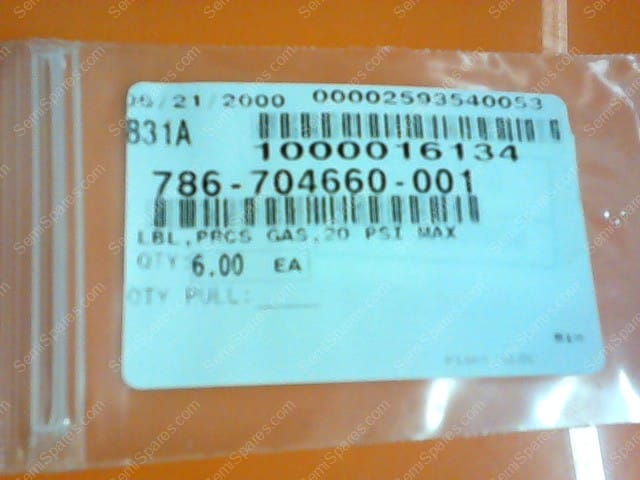 /21/2000 00002593540053
831A
1000016134
786-704660-001
LBL,PRCS GAS,20 PSI MAX
QTY 6.00 EA
QTY PULL:
Bin
SemiSpares.com